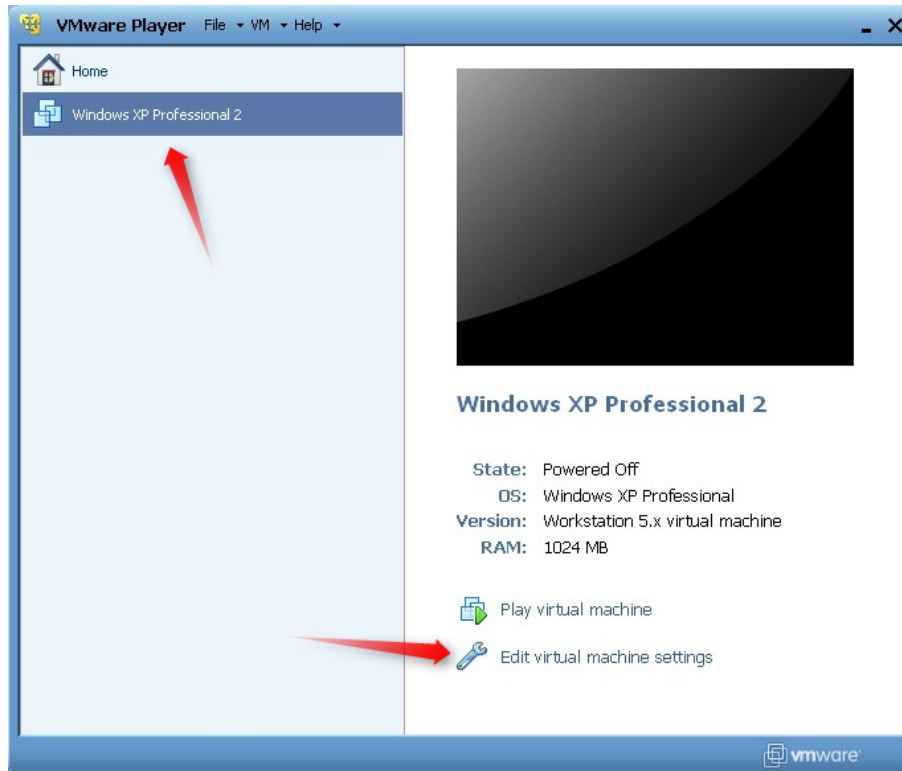 VMware Player File VM Help
Home
Windows XP Professional 2
Windows XP Professional 2
State: Powered Off
OS: Windows XP Professional
Version: Workstation 5.x virtual machine
RAM: 1024 MB
Play virtual machine
Edit virtual machine settings
vmware